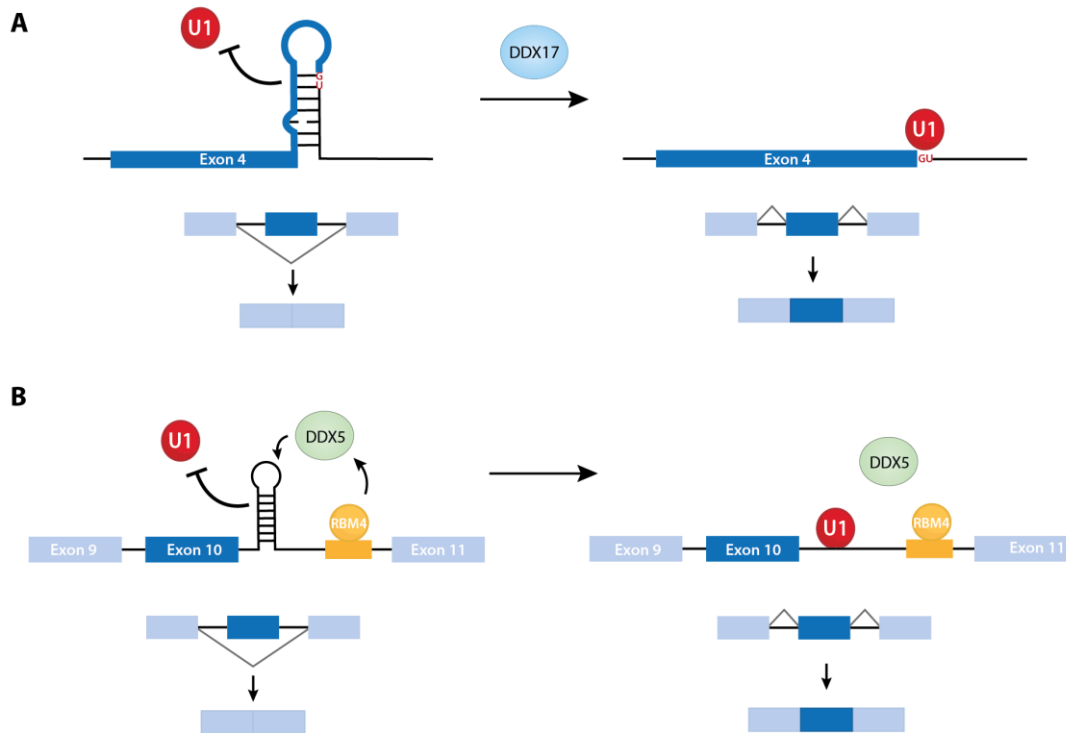 A
U1
G
U
Exon 4
DDX17
U1
Exon 4
GU
B
U1
DDX5
RBM4
Exon 9
Exon 10
Exon 11
DDX5
U1
RBM4
Exon 9
Exon 10
Exon 11